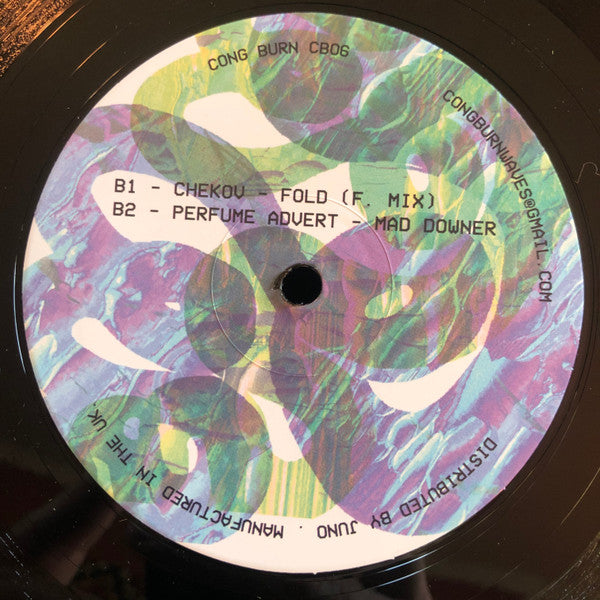 CONG BURN CB06
CONGBURNWAVES@GMAIL.COM
B1 - CHEKOV - FOLD (F. MIX)
B2 - PERFUME ADVERT - MAD DOWNER
DISTRIBUTED BY JUNO . MANUFACTURED IN THE UK.